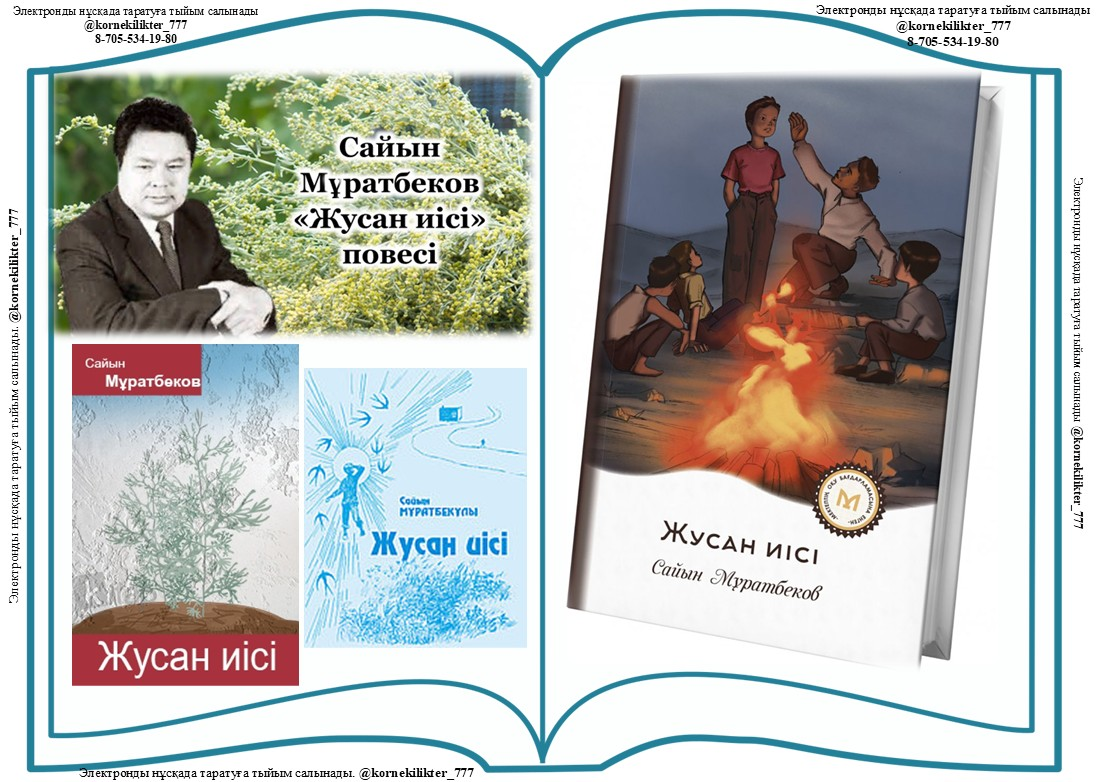 Электронды нұсқада таратуға тыйым салынады
@kornekilikter_777
8-705-534-19-80
Электронды нұсқада таратуға тыйым салынады
@kornekilikter_777
8-705-534-19-80
Электронды нұсқада таратуға тыйым салынады. @kornekilikter_777
Сайын
Мұратбеков
«Жусан иісі»
повесі
Сайын
Мұратбеков
Жусан иісі
Сайын
МҰРАТБЕКҰЛЫ
Жусан иісі
ОҚУ БАҒДАРЛАМАСЫНА ЕНГЕН
М
ЖУСАН ИІСІ
Сайын Мұратбеков
Электронды нұсқада таратуға тыйым салынады @kornekilikter_777
Электронды нұсқада таратуға тыйым салынады. @kornekilikter_777